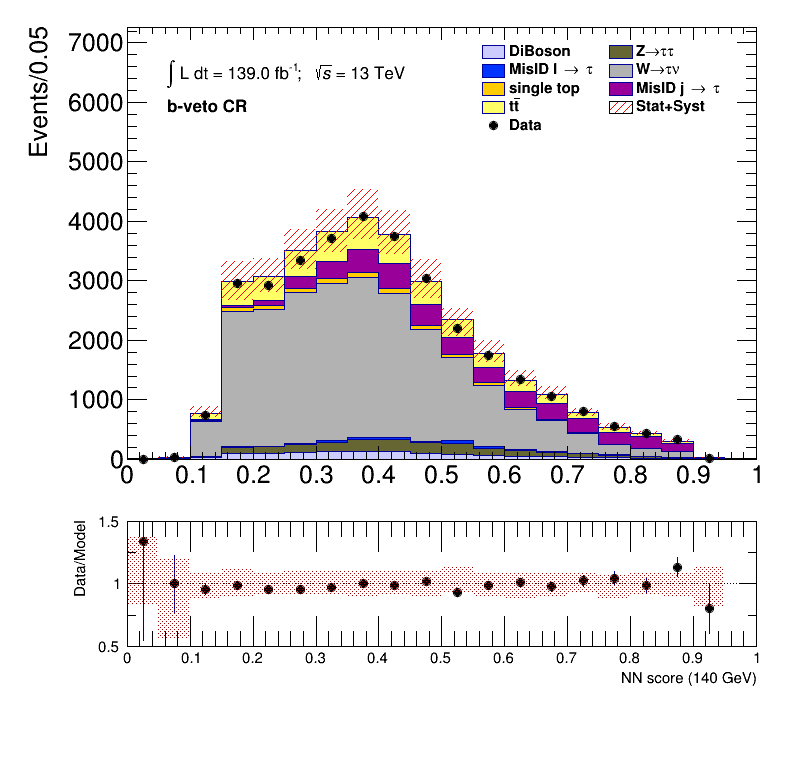 Events/0.05
7000
6000
5000
4000
3000
2000
1000
0
∫ L dt = 139.0 fb⁻¹; √s = 13 TeV
b-veto CR
DiBoson
MisID l → τ
single top
tt̄
Data
Z→ττ
W→τν
MisID j → τ
Stat+Syst
0 0.1 0.2 0.3 0.4 0.5 0.6 0.7 0.8 0.9 1
Data/Model
1.5
1
0.5
0 0.1 0.2 0.3 0.4 0.5 0.6 0.7 0.8 0.9 1
NN score (140 GeV)